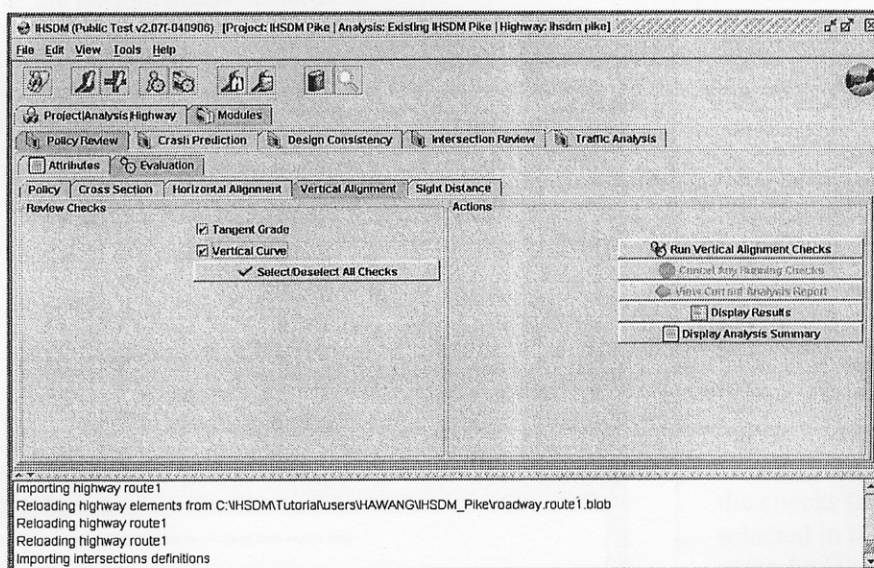 IHSDM (Public Test v2.07f-040906) [Project: IHSDM Pike | Analysis: Existing IHSDM Pike | Highway: ihsdm pike]
File Edit View Tools Help
Project|Analysis|Highway Modules
Policy Review Crash Prediction Design Consistency Intersection Review Traffic Analysis
Attributes Evaluation
Policy Cross Section Horizontal Alignment Vertical Alignment Sight Distance
Review Checks Actions
Tangent Grade
Vertical Curve
Select/Deselect All Checks
Run Vertical Alignment Checks
Cancel Any Running Checks
View Current Analysis Report
Display Results
Display Analysis Summary
Importing highway route1
Reloading highway elements from C:\IHSDM\Tutorial\users\HAWANG\IHSDM_Pike\roadway.route1.blob
Reloading highway route1
Reloading highway route1
Importing intersections definitions